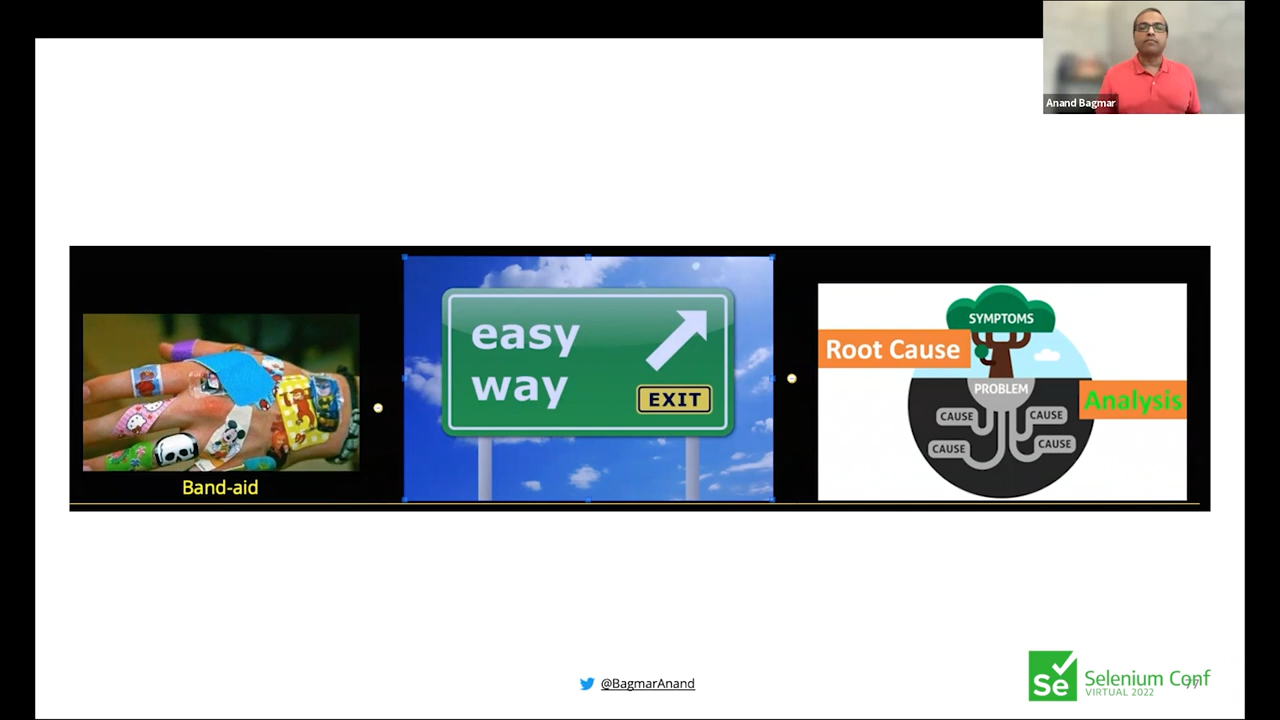 Anand Bagmar
Band-aid
easy
way
EXIT
SYMPTOMS
Root Cause
PROBLEM
Analysis
CAUSE
CAUSE
CAUSE
CAUSE
@BagmarAnand
Se
Selenium Conf
VIRTUAL 2022
77